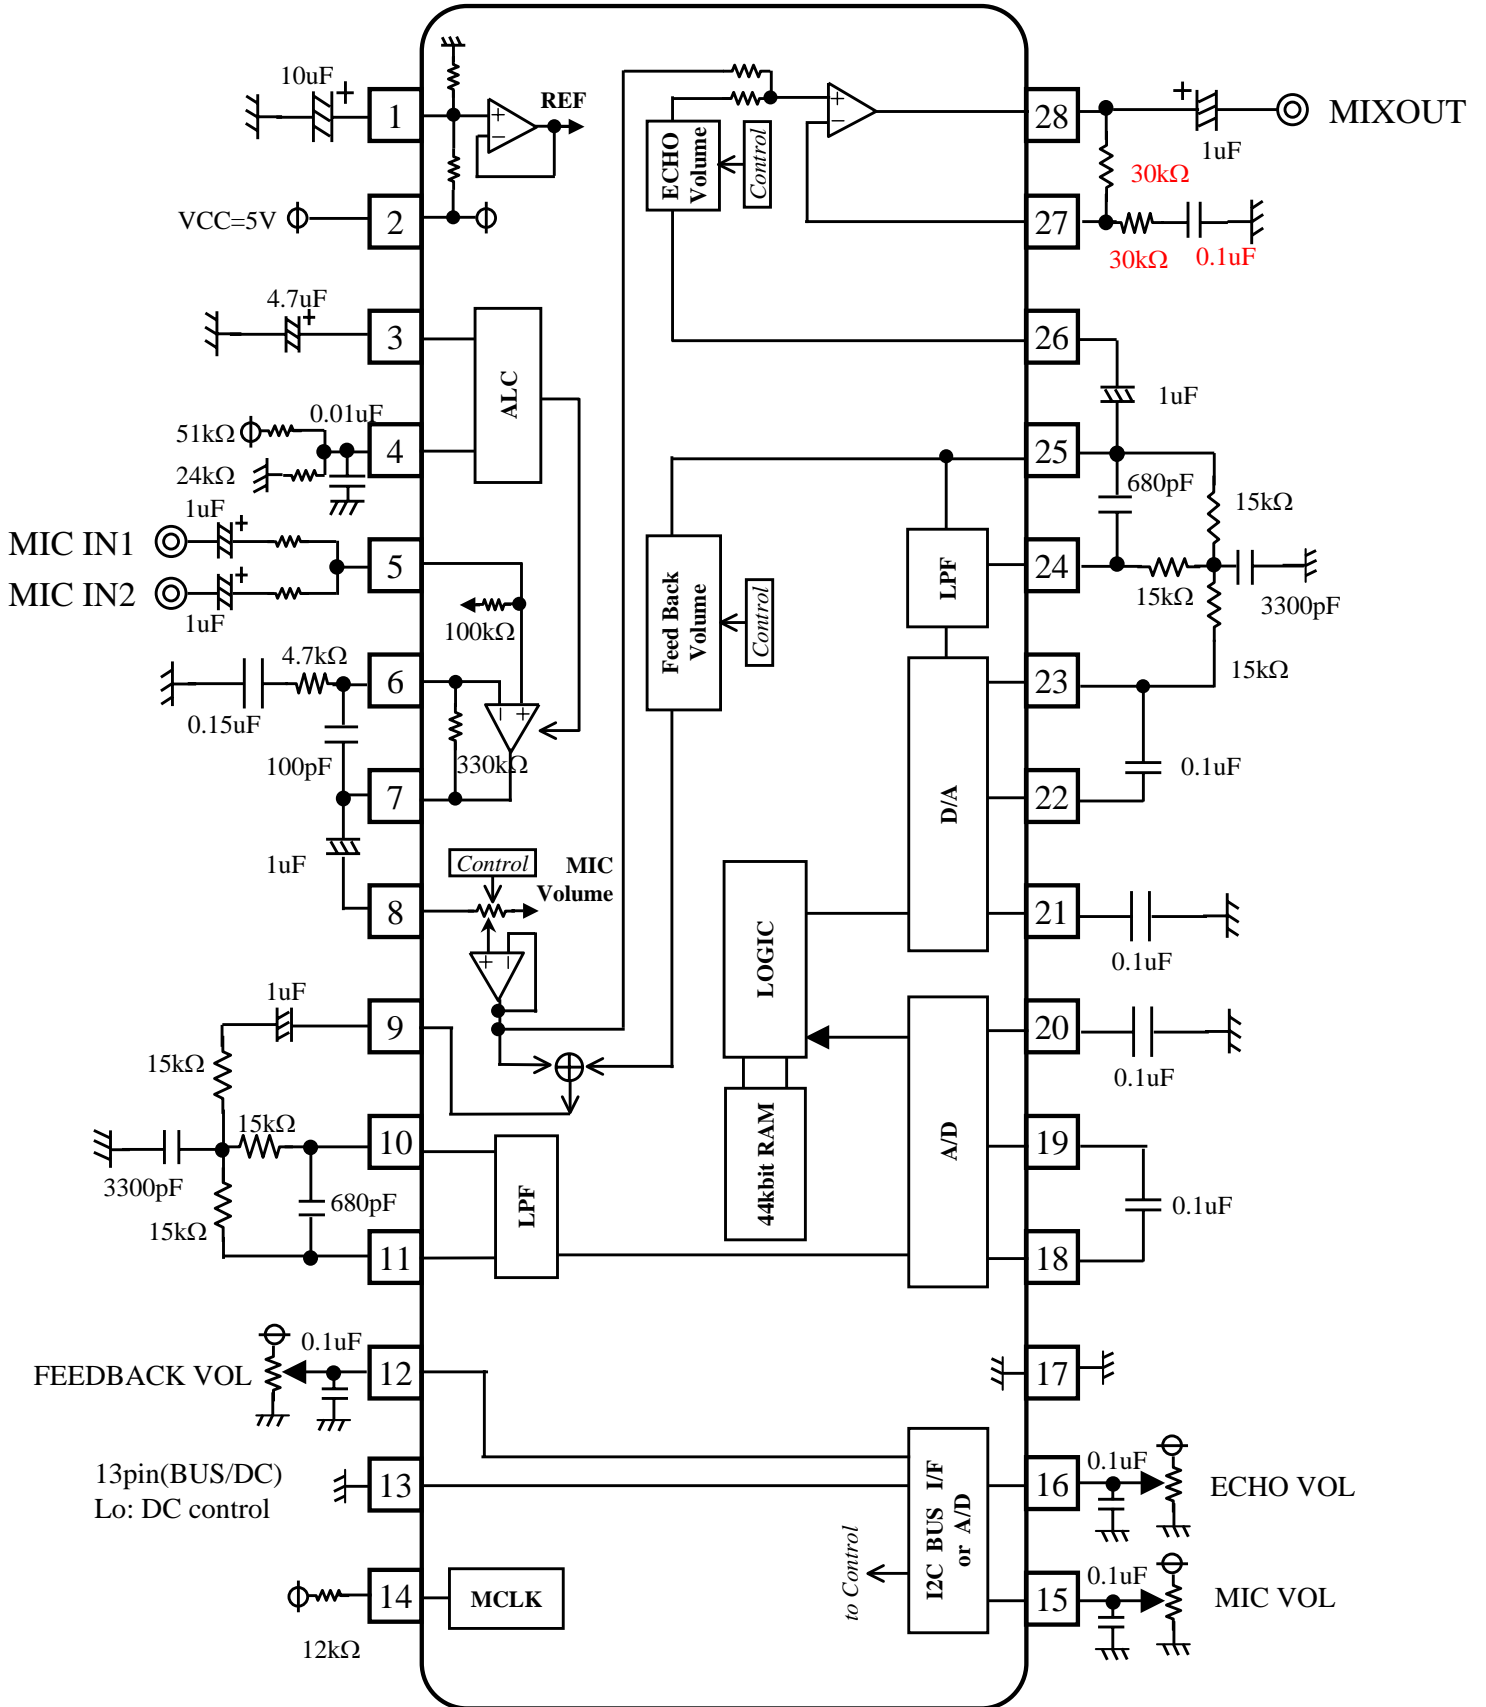 10uF
+
1
+
−
REF
VCC=5V
2
4.7uF
+
3
ALC
51kΩ
0.01uF
4
24kΩ
1uF
+
MIC IN1
5
MIC IN2
+
1uF
100kΩ
4.7kΩ
6
0.15uF
− +
330kΩ
100pF
7
1uF
Control
MIC
Volume
8
+ −
1uF
9
15kΩ
15kΩ
10
3300pF
680pF
15kΩ
11
LPF
0.1uF
FEEDBACK VOL
12
13pin(BUS/DC)
Lo: DC control
13
14
MCLK
12kΩ
ECHO
Volume
Control
+
−
28
+
MIXOUT
1uF
30kΩ
27
30kΩ
0.1uF
26
1uF
25
680pF
15kΩ
Feed Back
Volume
Control
LPF
24
15kΩ
3300pF
23
15kΩ
D/A
0.1uF
22
LOGIC
21
0.1uF
20
0.1uF
44kbit RAM
A/D
19
0.1uF
18
17
I2C BUS I/F
or A/D
to Control
16
0.1uF
ECHO VOL
15
0.1uF
MIC VOL